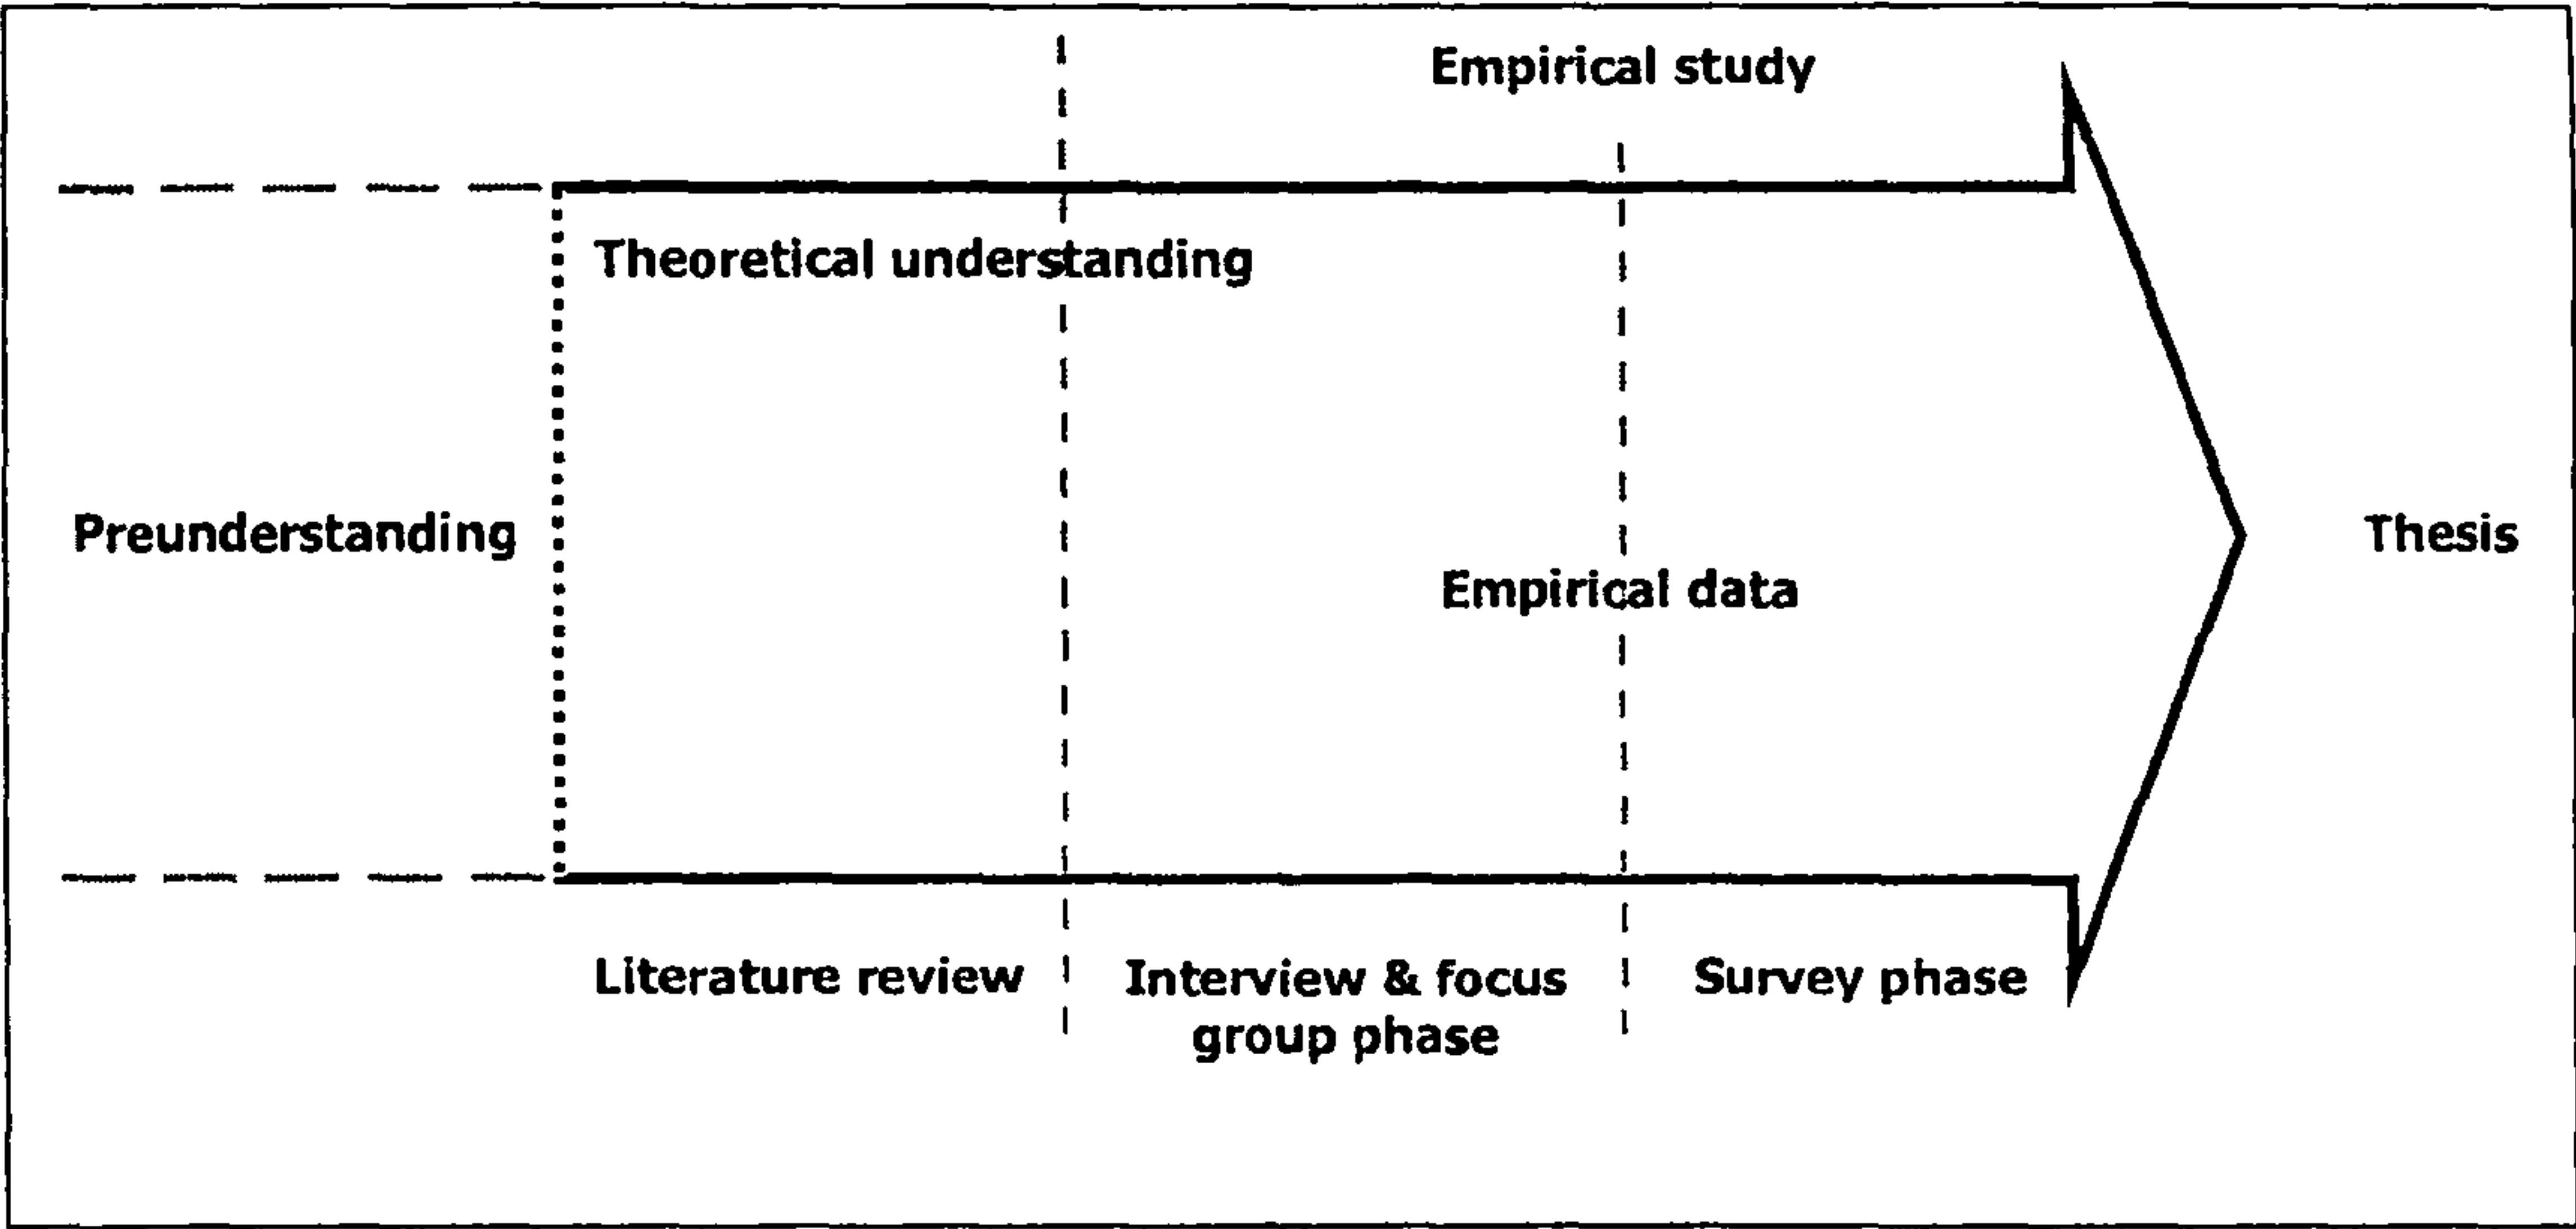 Empirical study
Theoretical understanding
Preunderstanding
Thesis
Empirical data
Literature review
Interview & focus
group phase
Survey phase